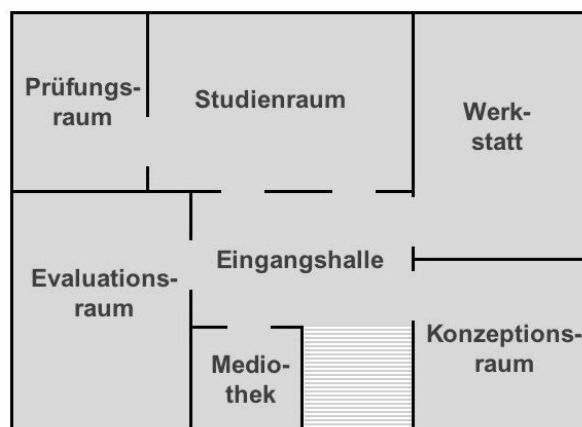 Prüfungs-
raum
Studienraum
Werk-
statt
Evaluations-
raum
Eingangshalle
Medio-
thek
Konzeptions-
raum